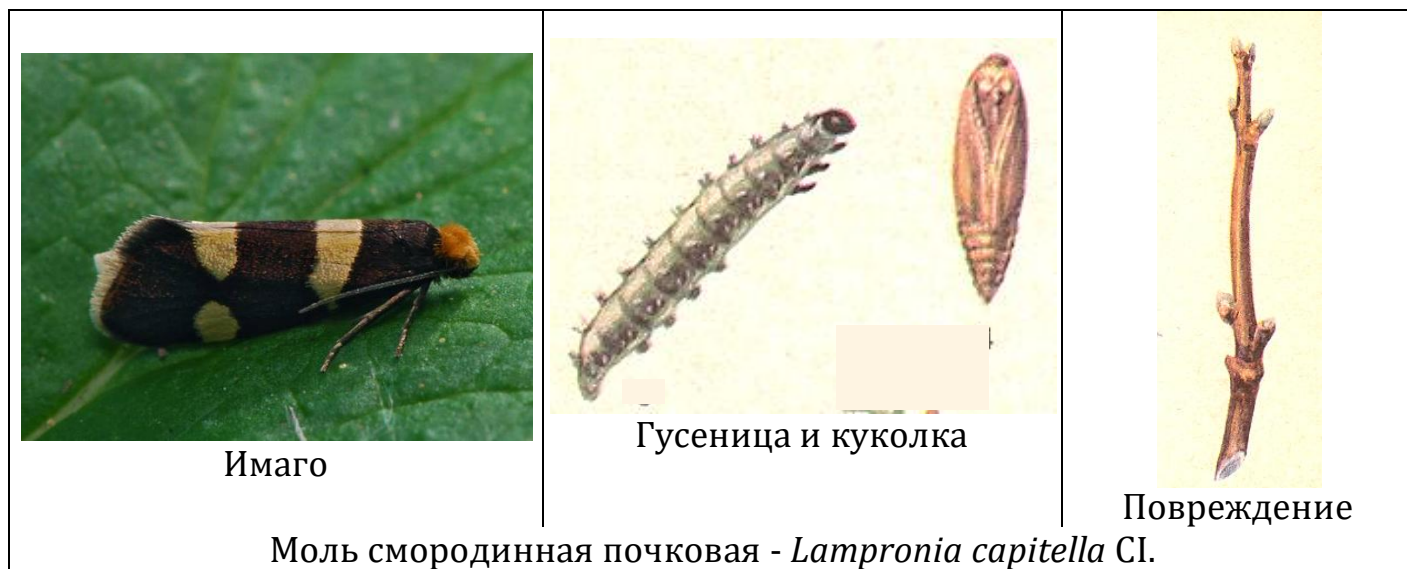 Имаго
Гусеница и куколка
Повреждение
Моль смородинная почковая - Lampronia capitella Cl.